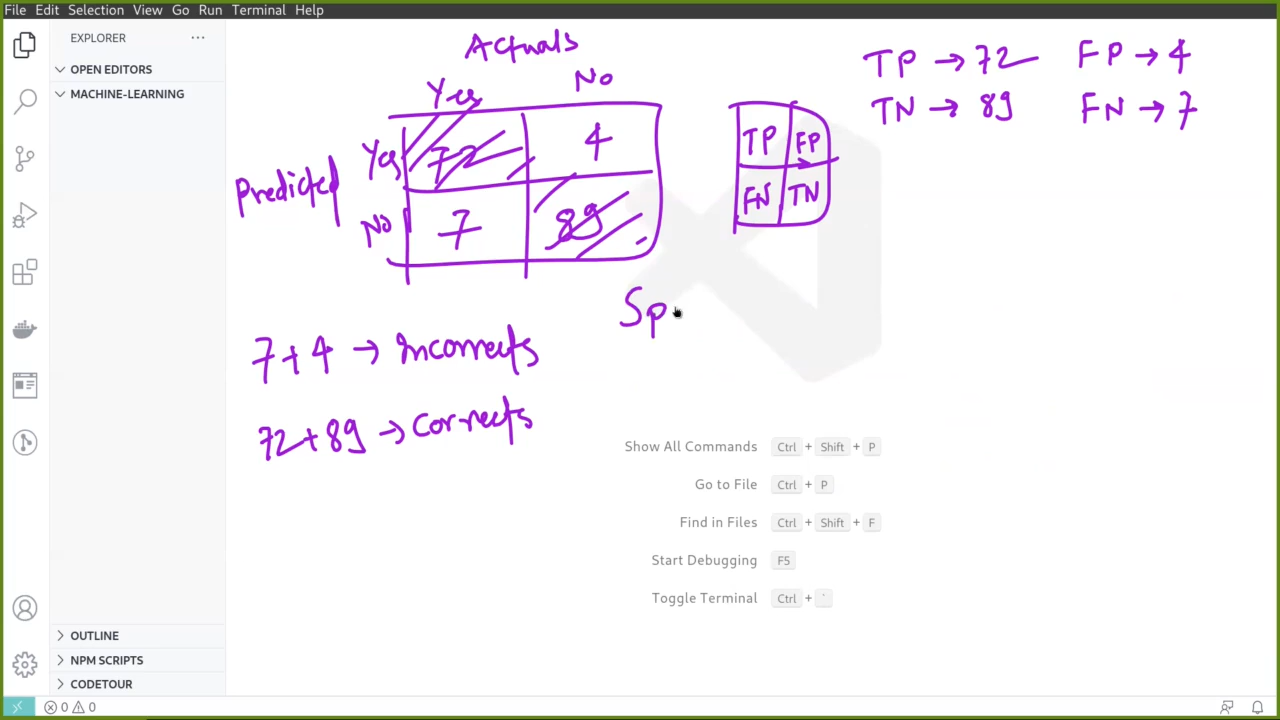 File Edit Selection View Go Run Terminal Help
EXPLORER ...
OPEN EDITORS
MACHINE-LEARNING
Actuals
Yes No
Predicted
Yes 72 4
No 7 89
TP FP
FN TN
TP → 72 FP → 4
TN → 89 FN → 7
Sp
7+4 → Incorrects
72+89 → Corrects
Show All Commands Ctrl + Shift + P
Go to File Ctrl + P
Find in Files Ctrl + Shift + F
Start Debugging F5
Toggle Terminal Ctrl + `
OUTLINE
NPM SCRIPTS
CODETOUR
0 0